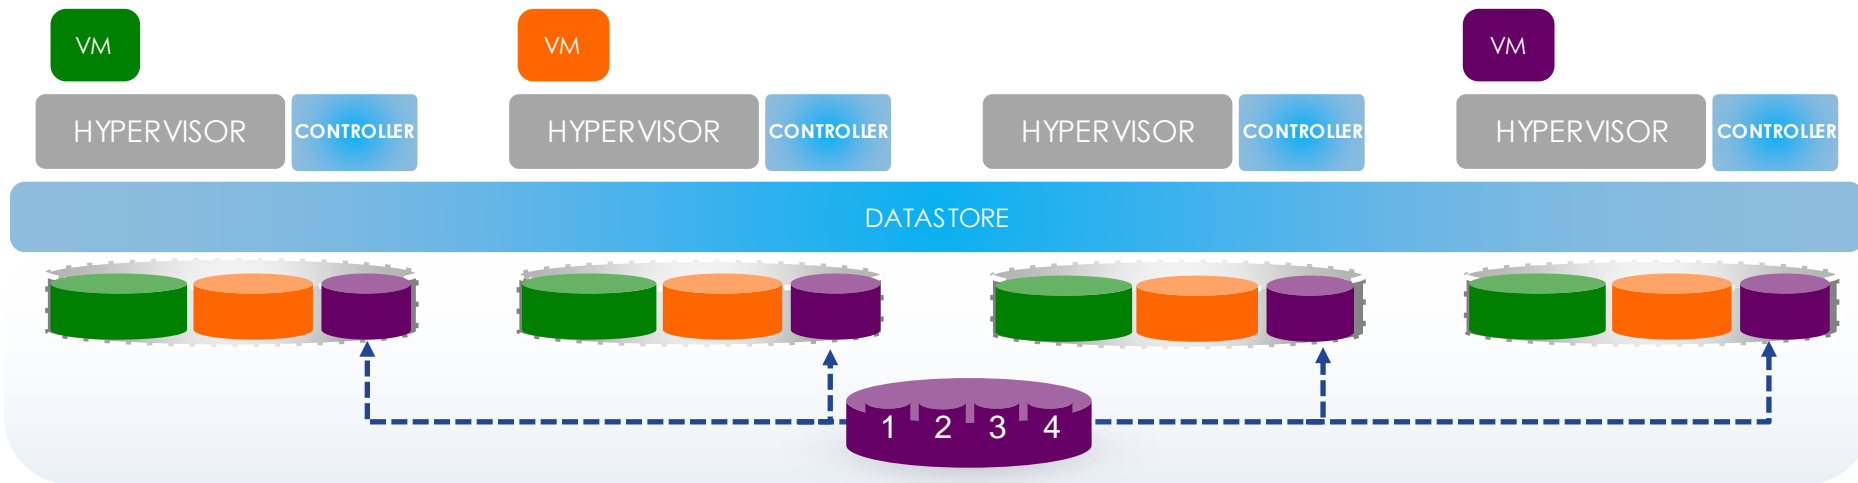 VM
VM
VM
HYPERVISOR
CONTROLLER
HYPERVISOR
CONTROLLER
HYPERVISOR
CONTROLLER
HYPERVISOR
CONTROLLER
DATASTORE
1 2 3 4